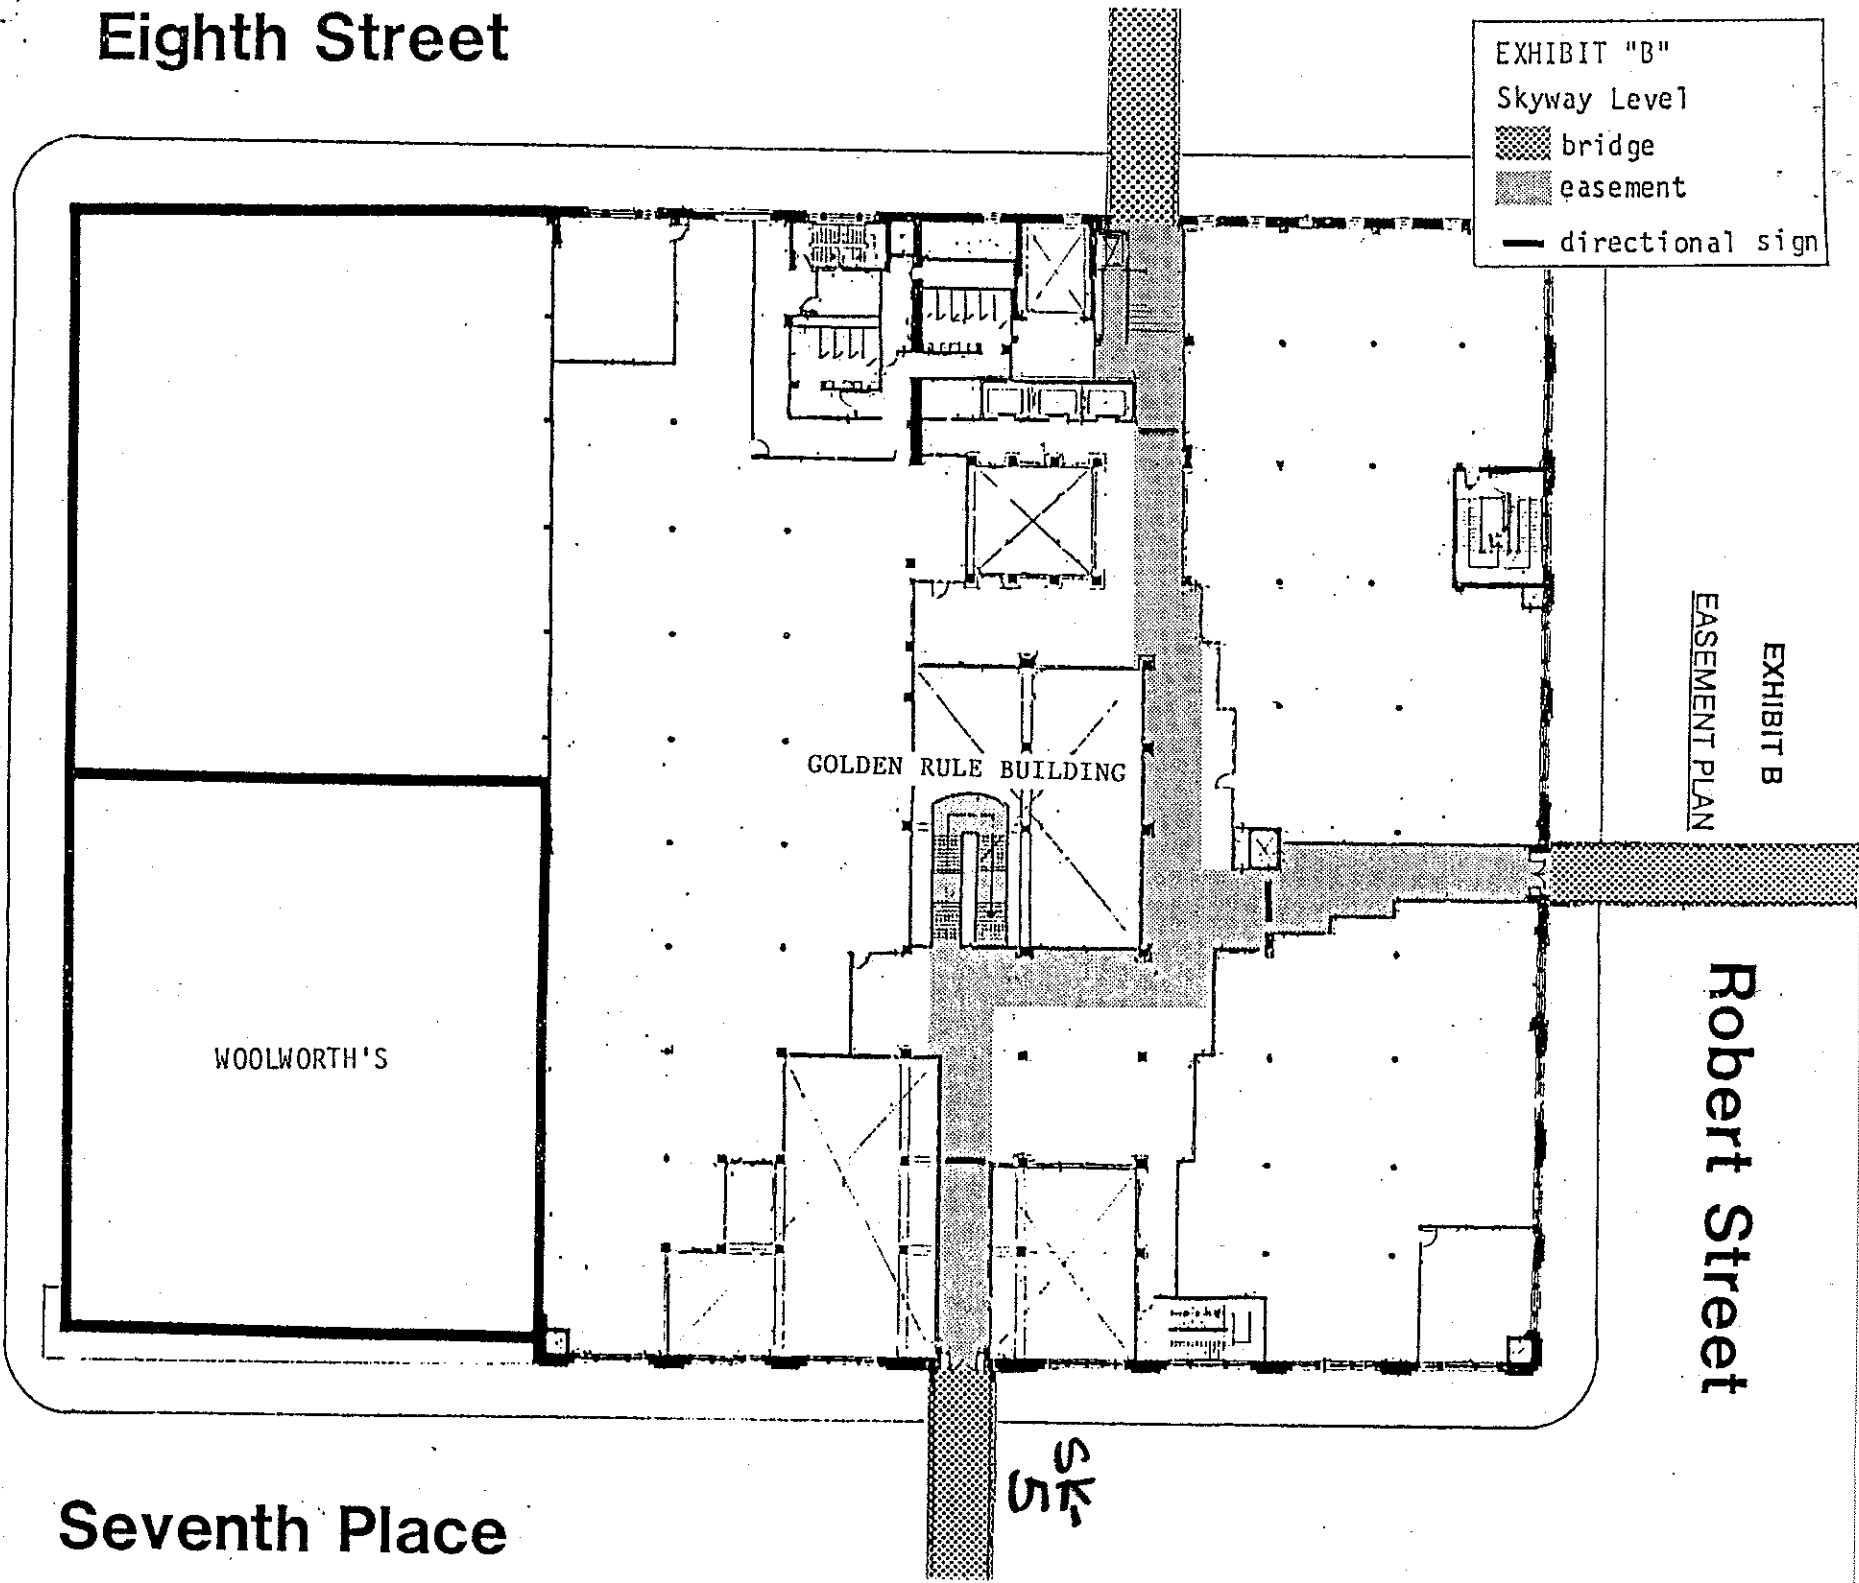 Eighth Street
EXHIBIT "B"
Skyway Level
bridge
easement
directional sign
EXHIBIT B
EASEMENT PLAN
GOLDEN RULE BUILDING
Robert Street
WOOLWORTH'S
SK-
5
Seventh Place